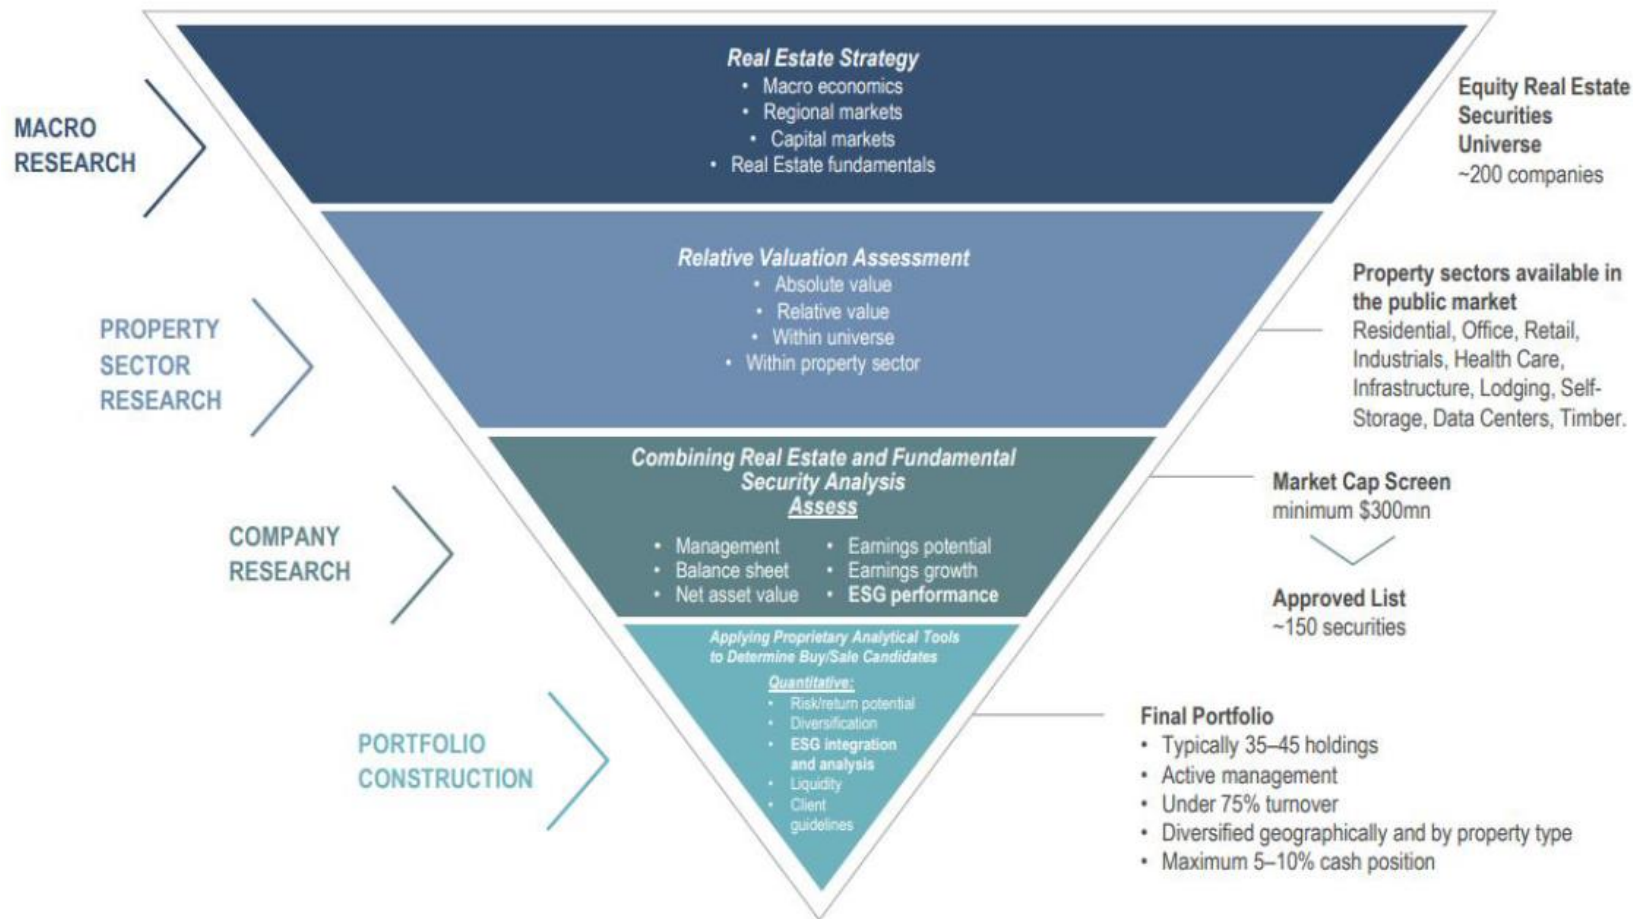 MACRO
RESEARCH
Real Estate Strategy
• Macro economics
• Regional markets
• Capital markets
• Real Estate fundamentals
Equity Real Estate
Securities
Universe
~200 companies
PROPERTY
SECTOR
RESEARCH
Relative Valuation Assessment
• Absolute value
• Relative value
• Within universe
• Within property sector
Property sectors available in
the public market
Residential, Office, Retail,
Industrials, Health Care,
Infrastructure, Lodging, Self-
Storage, Data Centers, Timber.
COMPANY
RESEARCH
Combining Real Estate and Fundamental
Security Analysis
Assess
• Management
• Balance sheet
• Net asset value
• Earnings potential
• Earnings growth
• ESG performance
Market Cap Screen
minimum $300mn
Approved List
~150 securities
PORTFOLIO
CONSTRUCTION
Applying Proprietary Analytical Tools
to Determine Buy/Sale Candidates
Quantitative:
• Risk/return potential
• Diversification
• ESG integration
and analysis
• Liquidity
• Client
guidelines
Final Portfolio
• Typically 35–45 holdings
• Active management
• Under 75% turnover
• Diversified geographically and by property type
• Maximum 5–10% cash position